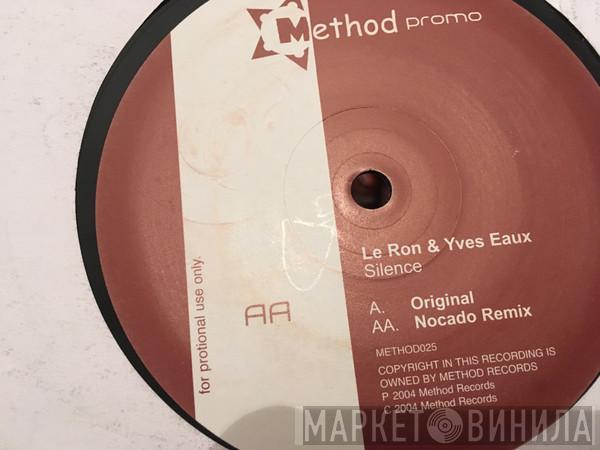 Method promo
Le Ron & Yves Eaux
Silence
A. Original
AA. Nocado Remix
METHOD025
COPYRIGHT IN THIS RECORDING IS
OWNED BY METHOD RECORDS
P 2004 Method Records
C 2004 Method Records
AA
for protional use only.
МАРКЕТ ВИНИЛА